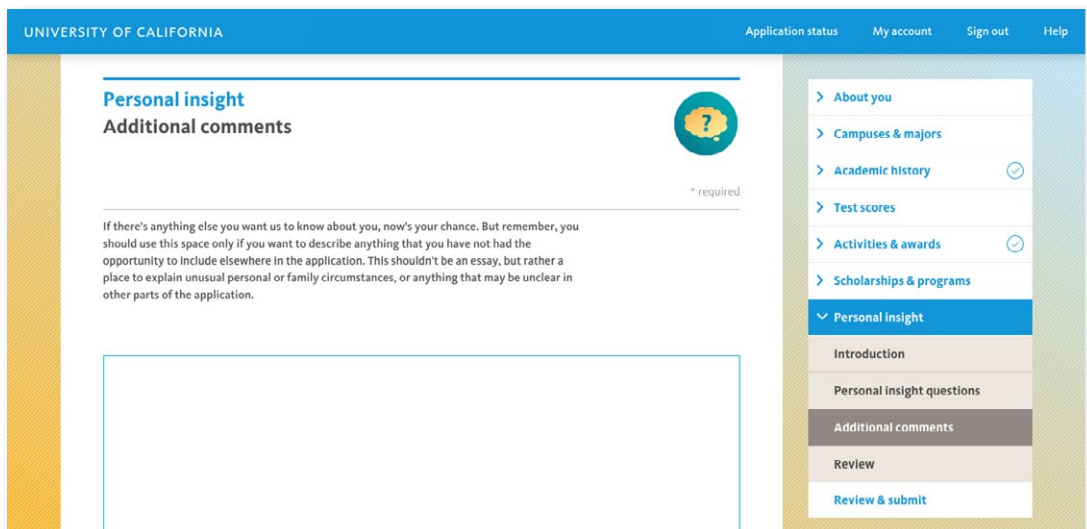 UNIVERSITY OF CALIFORNIA
Application status
My account
Sign out
Help
Personal insight
Additional comments
?
* required
If there's anything else you want us to know about you, now's your chance. But remember, you
should use this space only if you want to describe anything that you have not had the
opportunity to include elsewhere in the application. This shouldn't be an essay, but rather a
place to explain unusual personal or family circumstances, or anything that may be unclear in
other parts of the application.
About you
Campuses & majors
Academic history
Test scores
Activities & awards
Scholarships & programs
Personal insight
Introduction
Personal insight questions
Additional comments
Review
Review & submit